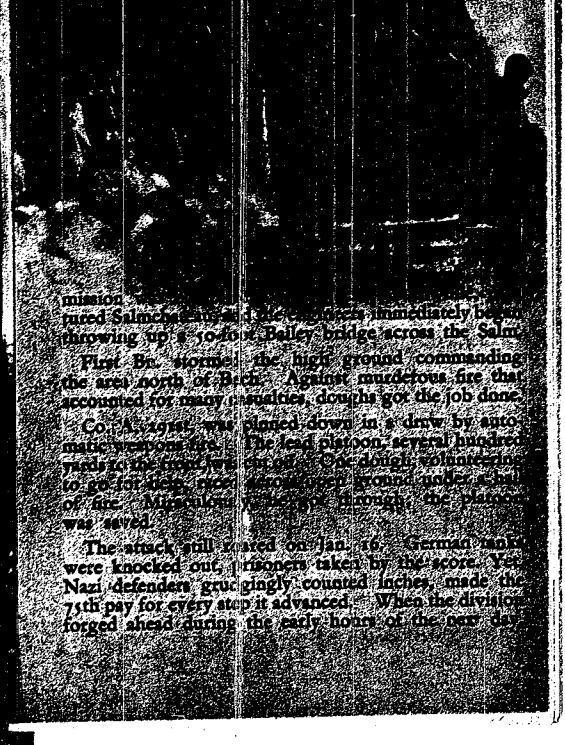 mission
tured Salmchateau and the engineers immediately began
throwing up a 50-foot Bailey bridge across the Salm.
First Bn. stormed the high ground commanding
the area north of Bech. Against murderous fire that
accounted for many casualties, doughs got the job done.
Co. A, 291st, was pinned down in a draw by auto-
matic weapons fire. The lead platoon, several hundred
yards to the front, was cut off. One dough, volunteering
to go for help, raced across open ground under a hail
of fire. Miraculously, he got through; the platoon
was saved.
The attack still roared on Jan. 16. German tanks
were knocked out, prisoners taken by the score. Yet,
Nazi defenders grudgingly counted inches, made the
75th pay for every step it advanced. When the division
forged ahead during the early hours of the next day,